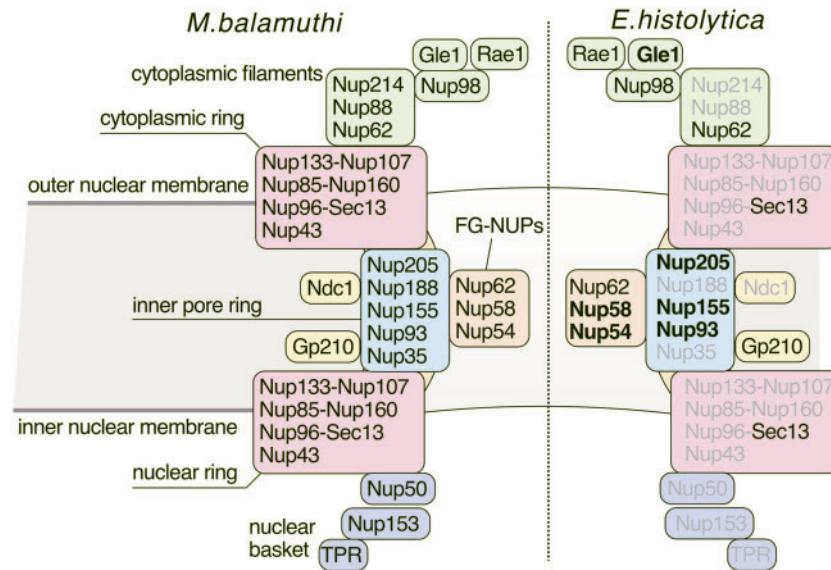 M.balamuthi
E.histolytica
Gle1
Rae1
Rae1
Gle1
cytoplasmic filaments
Nup98
Nup98
Nup214
Nup88
Nup62
Nup214
Nup88
Nup62
cytoplasmic ring
Nup133-Nup107
Nup85-Nup160
Nup96-Sec13
Nup43
Nup133-Nup107
Nup85-Nup160
Nup96-Sec13
Nup43
outer nuclear membrane
FG-NUPs
Ndc1
Nup205
Nup188
Nup155
Nup93
Nup35
Nup62
Nup58
Nup54
Nup62
Nup58
Nup54
Nup205
Nup188
Nup155
Nup93
Nup35
Ndc1
inner pore ring
Gp210
Gp210
Nup133-Nup107
Nup85-Nup160
Nup96-Sec13
Nup43
Nup133-Nup107
Nup85-Nup160
Nup96-Sec13
Nup43
inner nuclear membrane
nuclear ring
Nup50
Nup50
nuclear
basket
Nup153
Nup153
TPR
TPR